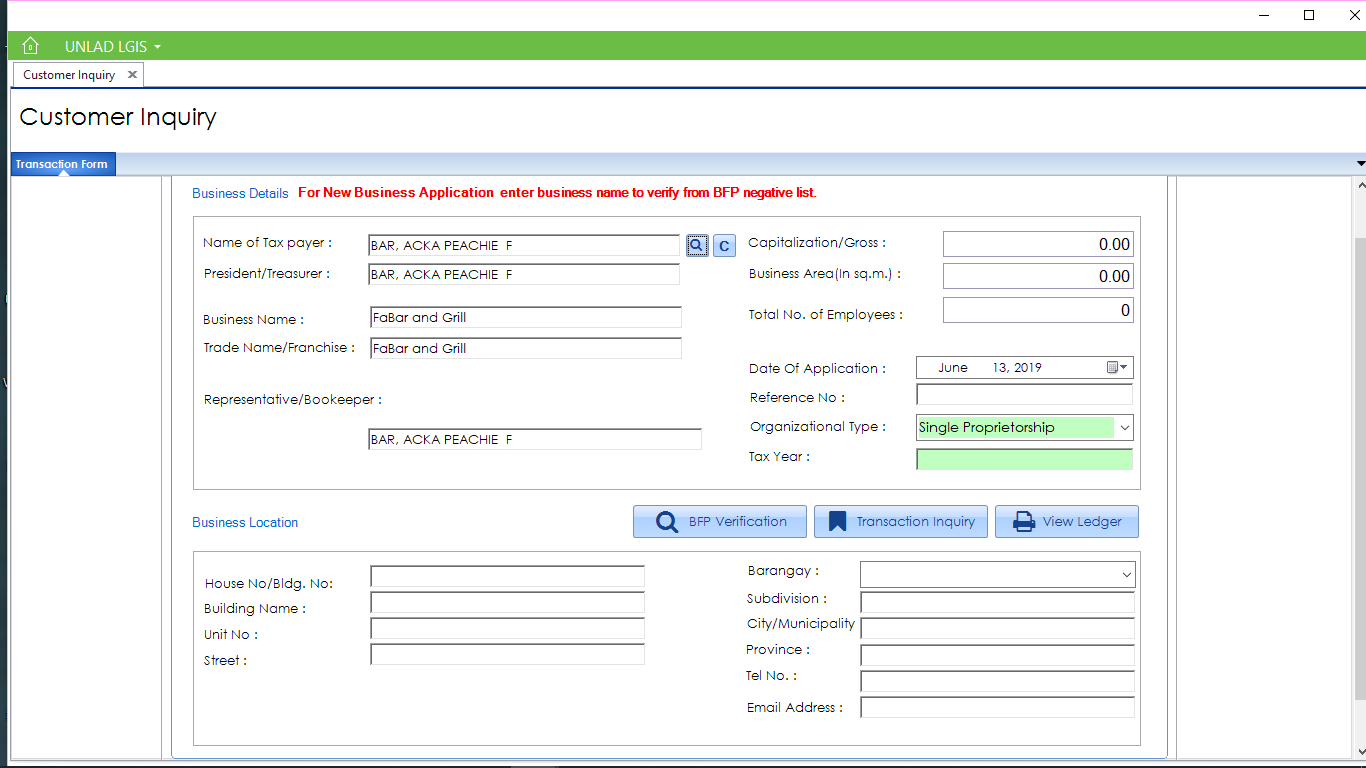 UNLAD LGIS
Customer Inquiry
Customer Inquiry
Transaction Form
Business Details For New Business Application enter business name to verify from BFP negative list.
Name of Tax payer : BAR, ACKA PEACHIE F C Capitalization/Gross : 0.00
President/Treasurer : BAR, ACKA PEACHIE F Business Area(In sq.m.) : 0.00
Business Name : FaBar and Grill Total No. of Employees : 0
Trade Name/Franchise : FaBar and Grill
Date Of Application : June 13, 2019
Representative/Bookeeper : Reference No :
Organizational Type : Single Proprietorship
BAR, ACKA PEACHIE F
Tax Year :
Business Location BFP Verification Transaction Inquiry View Ledger
House No/Bldg. No: Barangay :
Building Name : Subdivision :
Unit No : City/Municipality
Street : Province :
Tel No. :
Email Address :